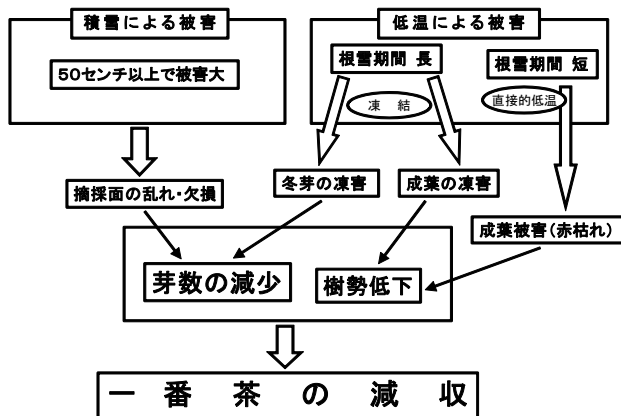 積雪による被害
50センチ以上で被害大
低温による被害
根雪期間 長
根雪期間 短
凍 結
直接的低温
摘採面の乱れ・欠損
冬芽の凍害
成葉の凍害
成葉被害(赤枯れ)
芽数の減少
樹勢低下
一番茶の減収